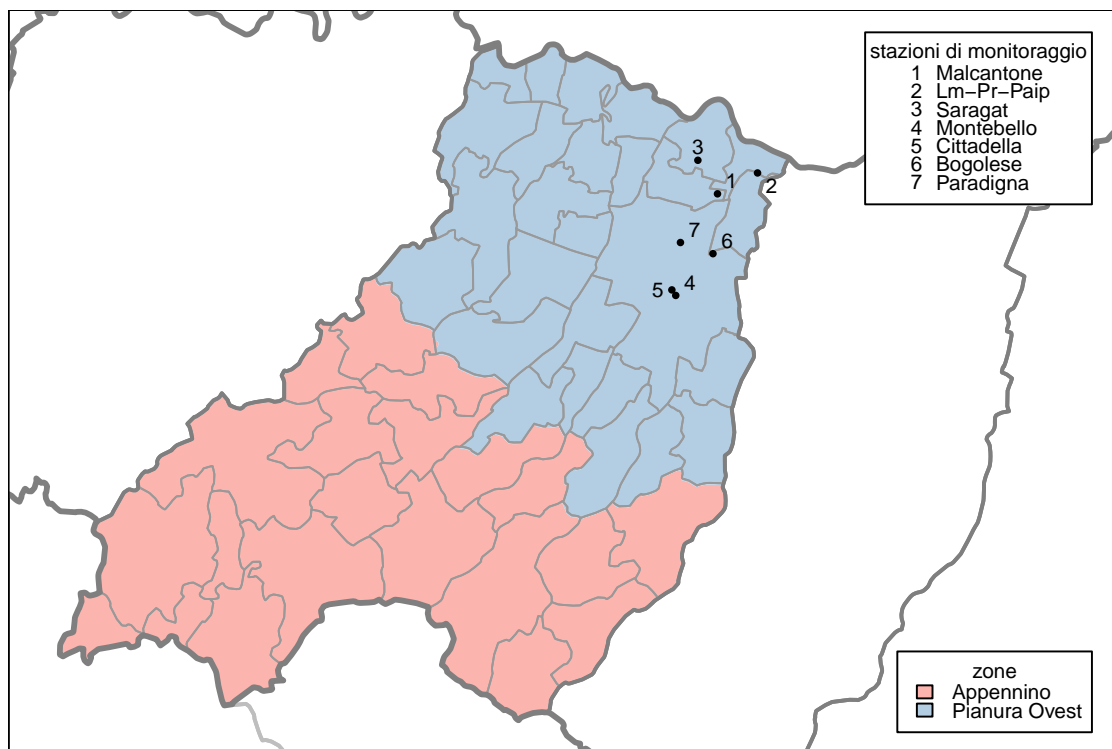 stazioni di monitoraggio
1 Malcantone
2 Lm−Pr−Paip
3 Saragat
4 Montebello
5 Cittadella
6 Bogolese
7 Paradigna
3
1
2
7
6
5
4
zone
Appennino
Pianura Ovest